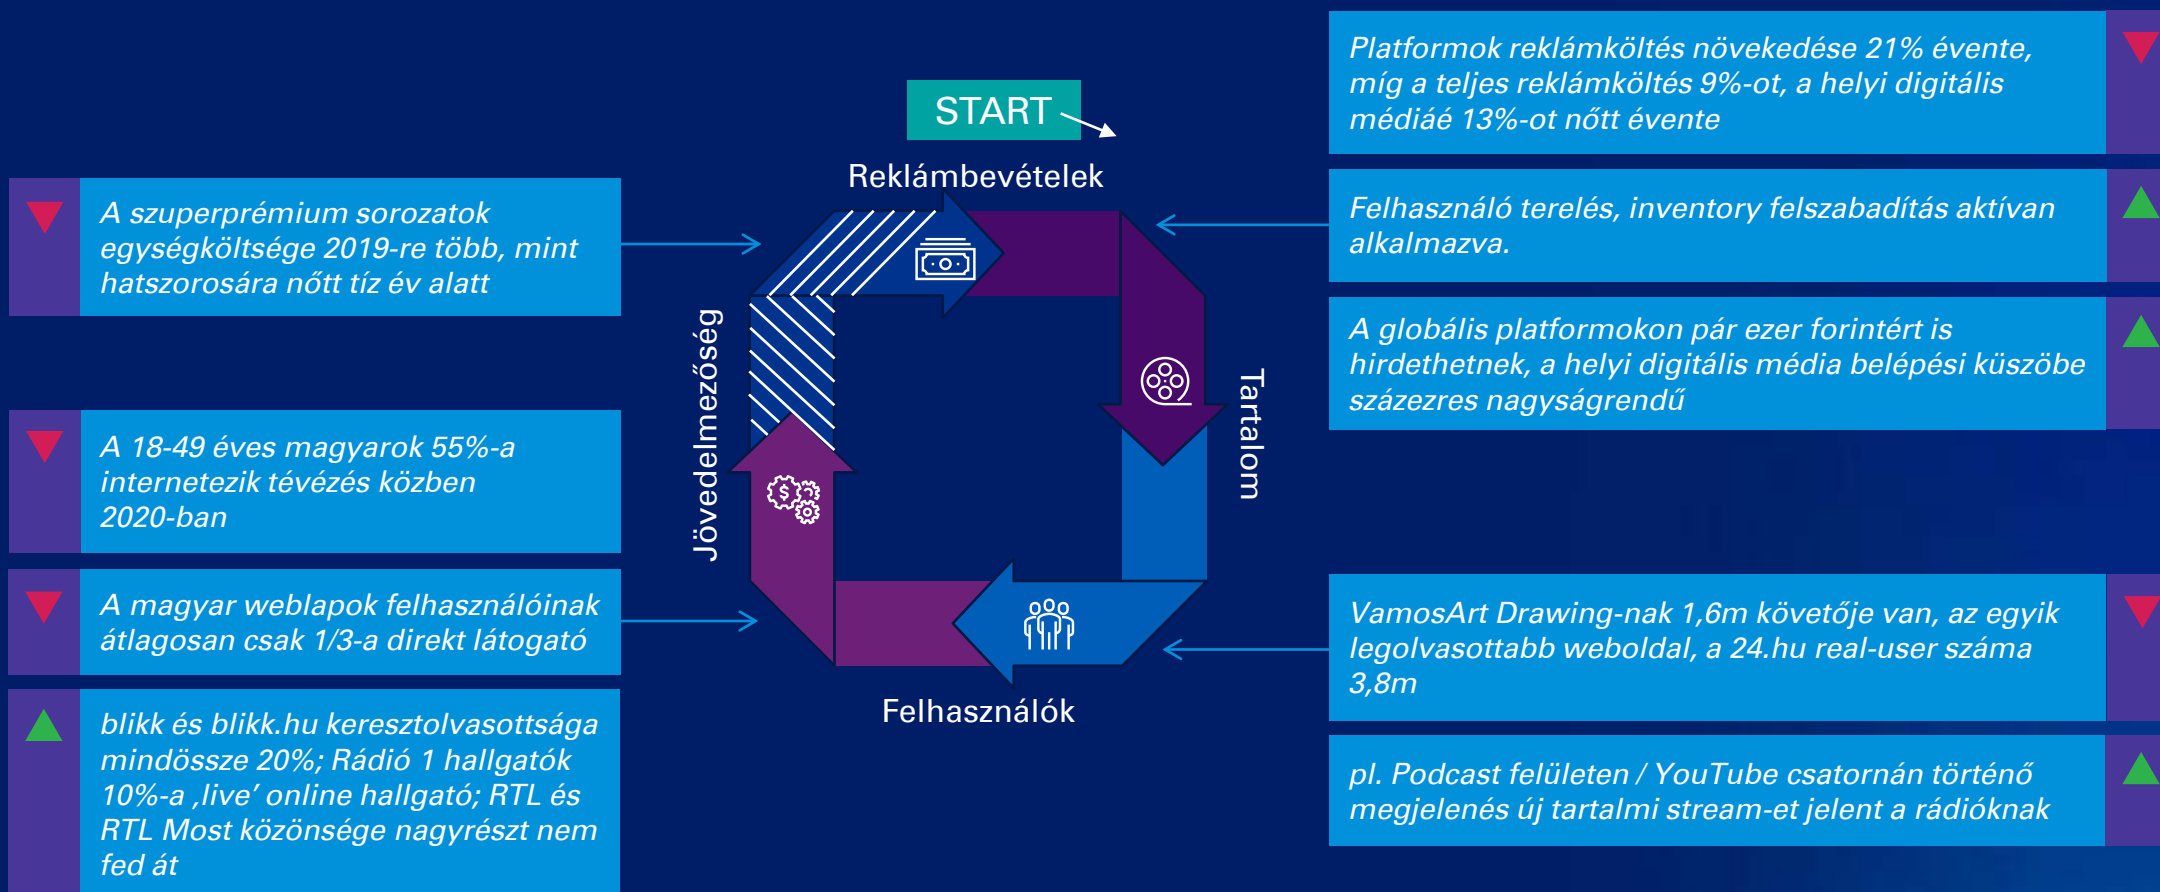 START
Reklámbevételek
Tartalom
Felhasználók
Jövedelmezőség
Platformok reklámköltés növekedése 21% évente,
míg a teljes reklámköltés 9%-ot, a helyi digitális
médiáé 13%-ot nőtt évente
Felhasználó terelés, inventory felszabadítás aktívan
alkalmazva.
A globális platformokon pár ezer forintért is
hirdethetnek, a helyi digitális média belépési küszöbe
százezres nagyságrendű
VamosArt Drawing-nak 1,6m követője van, az egyik
legolvasottabb weboldal, a 24.hu real-user száma
3,8m
pl. Podcast felületen / YouTube csatornán történő
megjelenés új tartalmi stream-et jelent a rádióknak
A szuperprémium sorozatok
egységköltsége 2019-re több, mint
hatszorosára nőtt tíz év alatt
A 18-49 éves magyarok 55%-a
internetezik tévézés közben
2020-ban
A magyar weblapok felhasználóinak
átlagosan csak 1/3-a direkt látogató
blikk és blikk.hu keresztolvasottsága
mindössze 20%; Rádió 1 hallgatók
10%-a ‚live’ online hallgató; RTL és
RTL Most közönsége nagyrészt nem
fed át